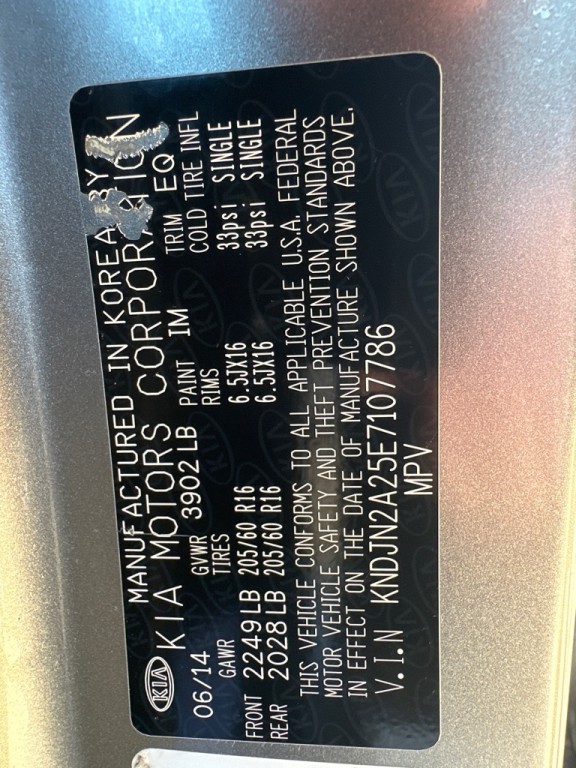 MANUFACTURED IN KOREA BY
KIA KIA MOTORS CORPORATION
06/14 GVWR 3902 LB PAINT IM TRIM EQ
GAWR TIRES RIMS COLD TIRE INFL
FRONT 2249 LB 205/60 R16 6.5JX16 33psi SINGLE
REAR 2028 LB 205/60 R16 6.5JX16 33psi SINGLE
THIS VEHICLE CONFORMS TO ALL APPLICABLE U.S.A. FEDERAL
MOTOR VEHICLE SAFETY AND THEFT PREVENTION STANDARDS
IN EFFECT ON THE DATE OF MANUFACTURE SHOWN ABOVE.
V.I.N KNDJN2A25E7107786
MPV